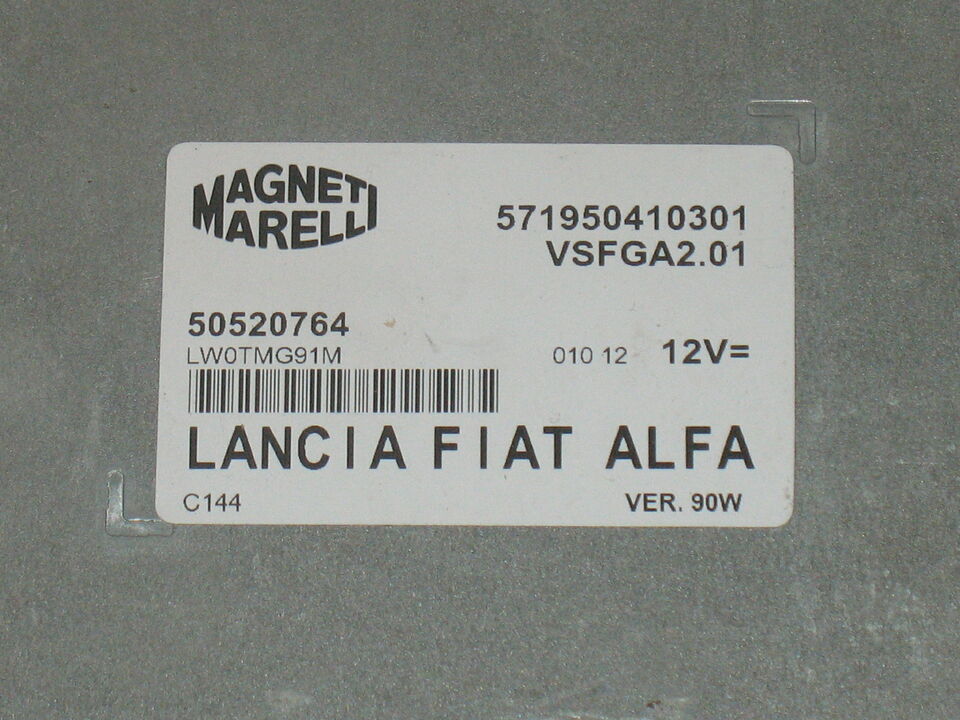 MAGNETI
MARELLI
571950410301
VSFGA2.01
50520764
LW0TMG91M
010 12 12V=
LANCIA FIAT ALFA
C144 VER. 90W